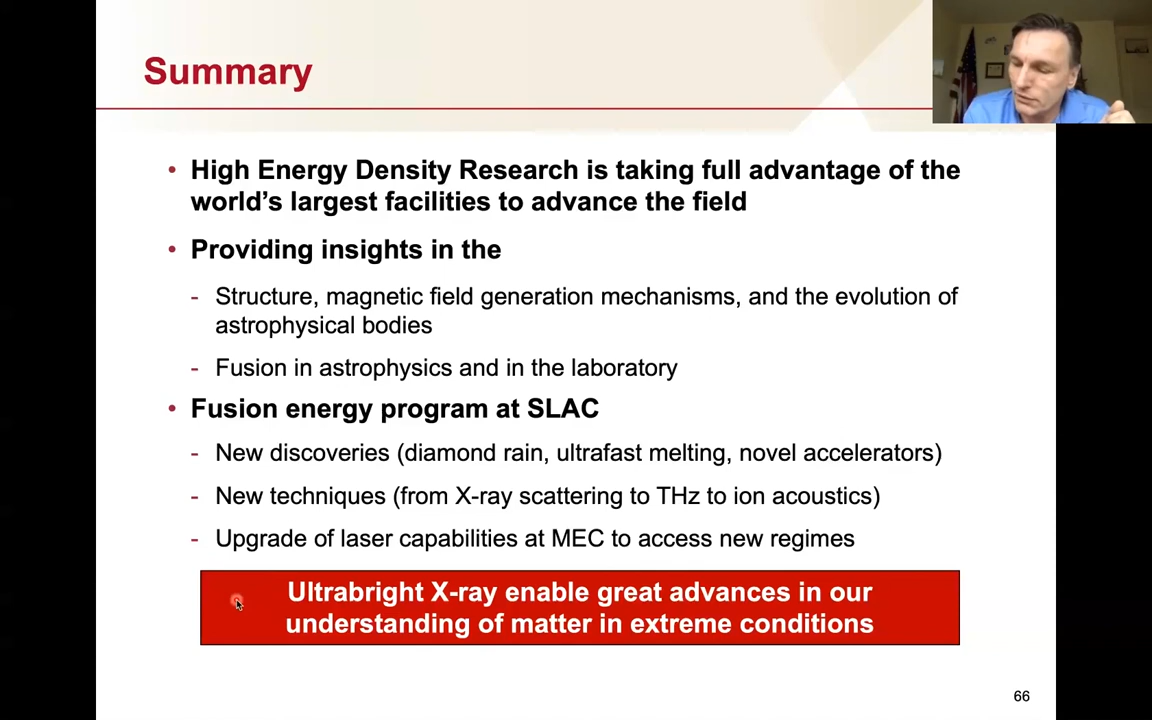 Summary
• High Energy Density Research is taking full advantage of the
world’s largest facilities to advance the field
• Providing insights in the
- Structure, magnetic field generation mechanisms, and the evolution of
astrophysical bodies
- Fusion in astrophysics and in the laboratory
• Fusion energy program at SLAC
- New discoveries (diamond rain, ultrafast melting, novel accelerators)
- New techniques (from X-ray scattering to THz to ion acoustics)
- Upgrade of laser capabilities at MEC to access new regimes
Ultrabright X-ray enable great advances in our
understanding of matter in extreme conditions
66